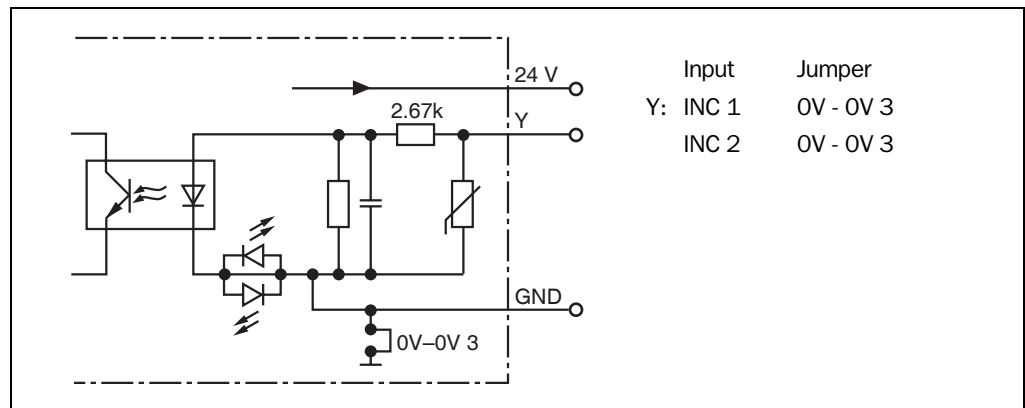 24 V
2.67k
Y
GND
0V–0V 3
Input Jumper
Y: INC 1 0V - 0V 3
INC 2 0V - 0V 3